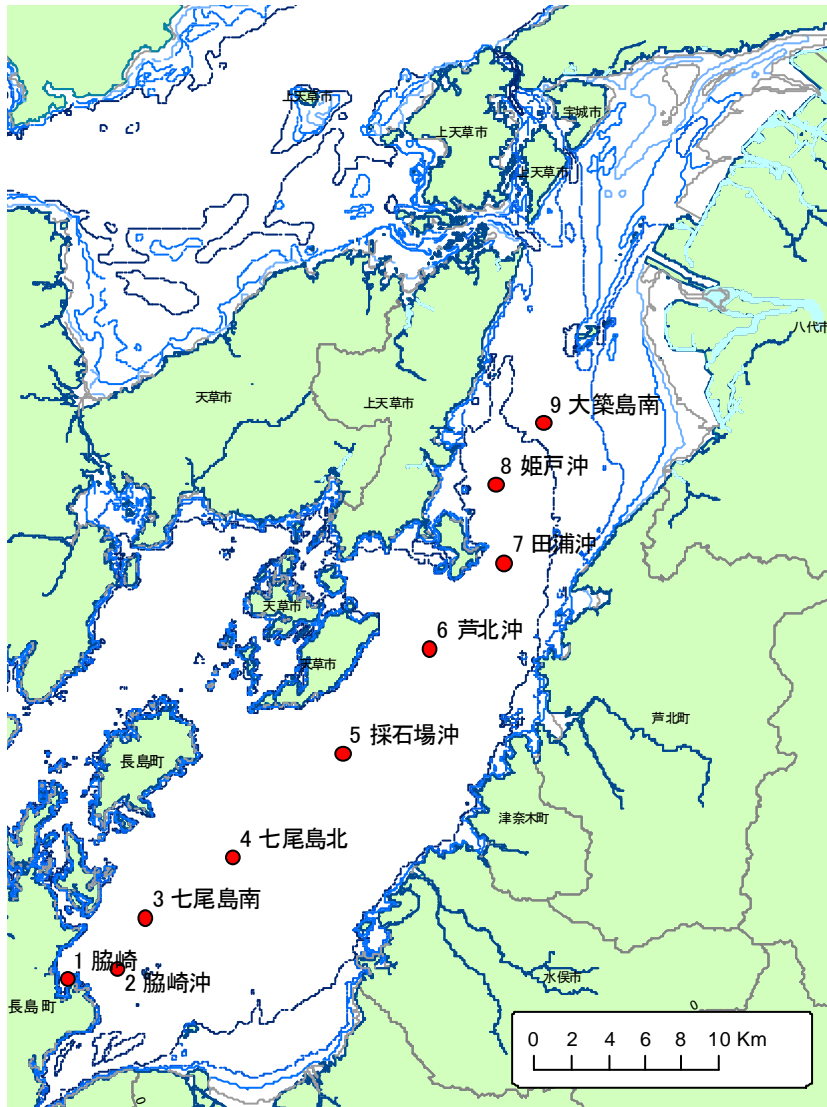 上天草市
宇城市
上天草市
上天草市
八代市
天草市
上天草市
9 大築島南
8 姫戸沖
7 田浦沖
天草市
6 芦北沖
天草市
芦北町
5 採石場沖
長島町
津奈木町
4 七尾島北
3 七尾島南
1 脇崎
2 脇崎沖
水俣市
長島町
0
0 2 4 6 8 10 Km
0